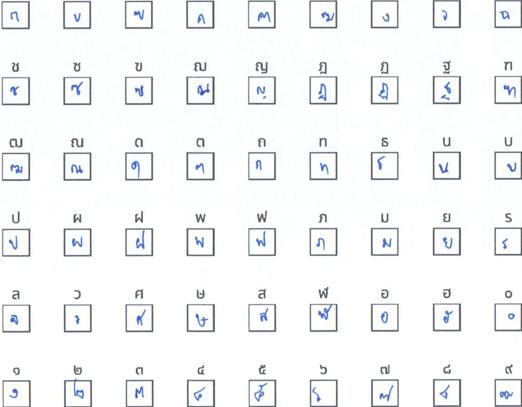 ก ข ฃ ค ฅ ฆ ง จ ฉ
ช ซ ฃ ฌ ญ ฎ ฏ ฐ ฑ
ช ซ ฃ ฌ ญ ฎ ฏ ฐ ฑ
ฒ ณ ด ต ถ ท ธ น บ
ฒ ณ ด ต ถ ท ธ น บ
ป ผ ฝ พ ฟ ภ ม ย ร
ป ผ ฝ พ ฟ ภ ม ย ร
ล ว ศ ษ ส ฬ อ ฮ ๐
ล ว ศ ษ ส ฬ อ ฮ ๐
๑ ๒ ๓ ๔ ๕ ๖ ๗ ๘ ๙
๑ ๒ ๓ ๔ ๕ ๖ ๗ ๘ ๙